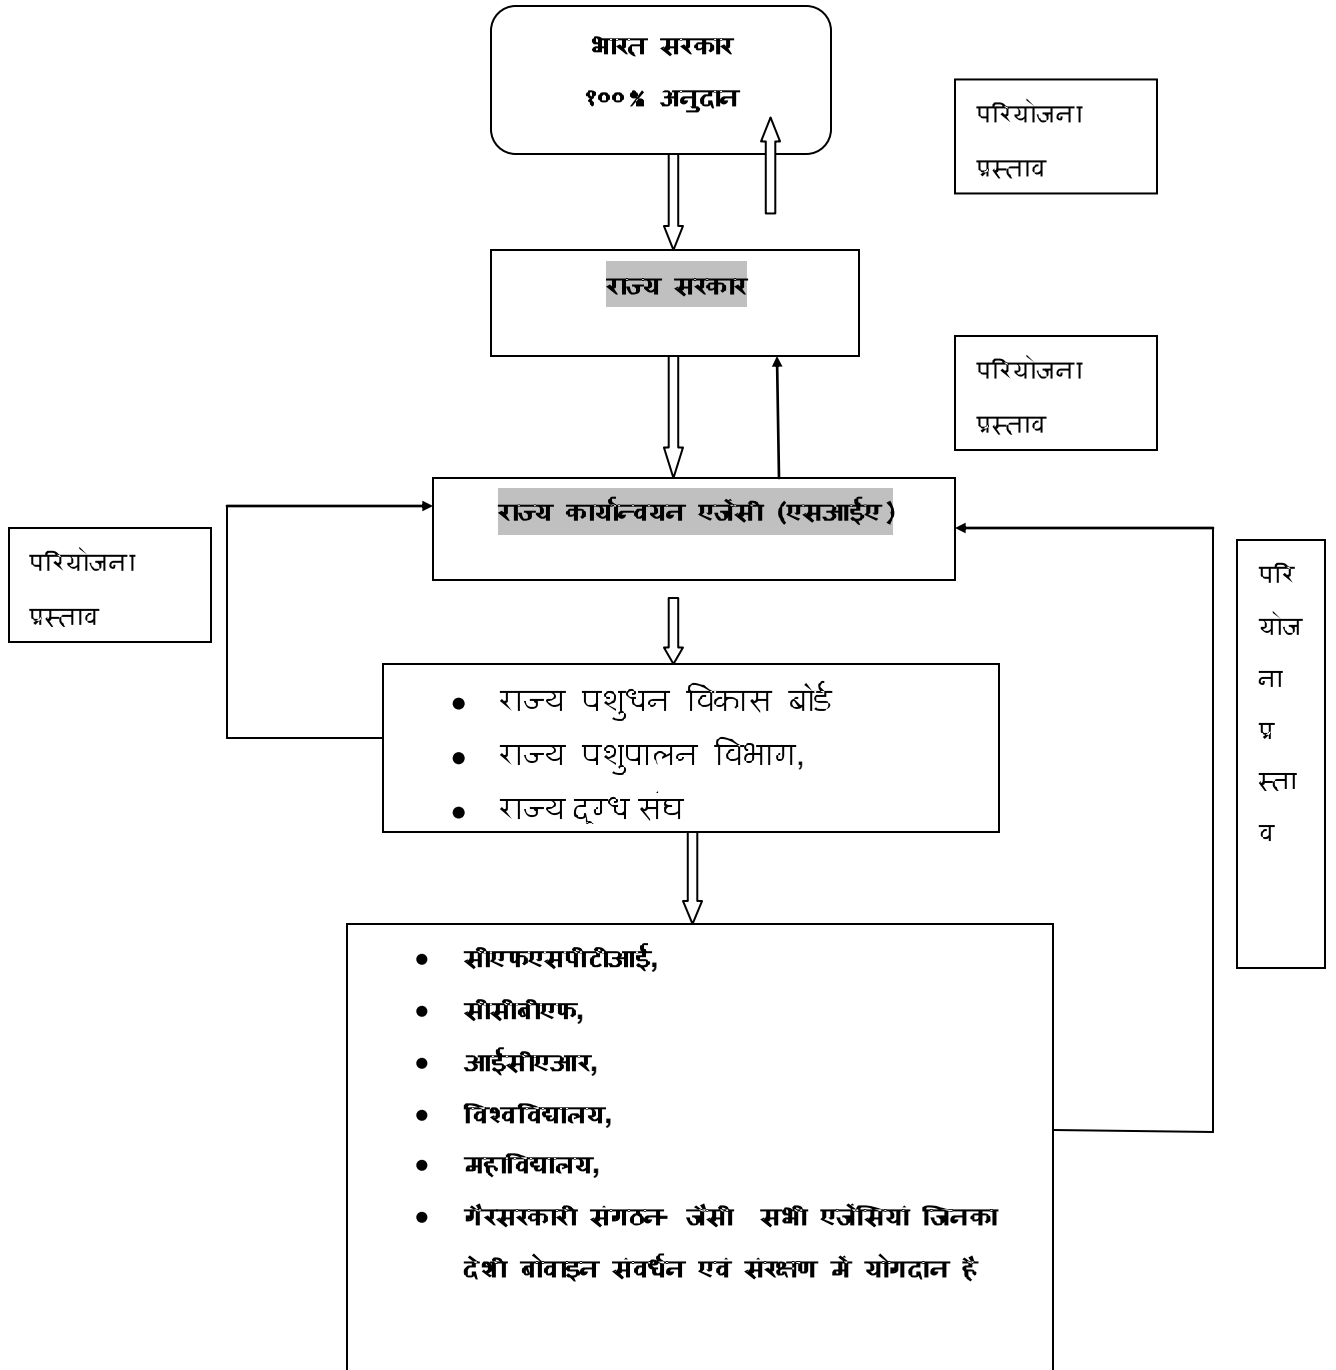 भारत सरकार
१००% अनुदान
परियोजना
प्रस्ताव
राज्य सरकार
परियोजना
प्रस्ताव
राज्य कार्यान्वयन एजेंसी (एसआईए)
परियोजना
प्रस्ताव
परि
योज
ना
प्र
स्ता
व
• राज्य पशुधन विकास बोर्ड
• राज्य पशुपालन विभाग,
• राज्य दुग्ध संघ
• सीएफएसपीटीआई,
• सीसीबीएफ,
• आईसीएआर,
• विश्वविद्यालय,
• महाविद्यालय,
• गैरसरकारी संगठन- जैसी सभी एजेंसियां जिनका
देशी बोवाइन संवर्धन एवं संरक्षण में योगदान है